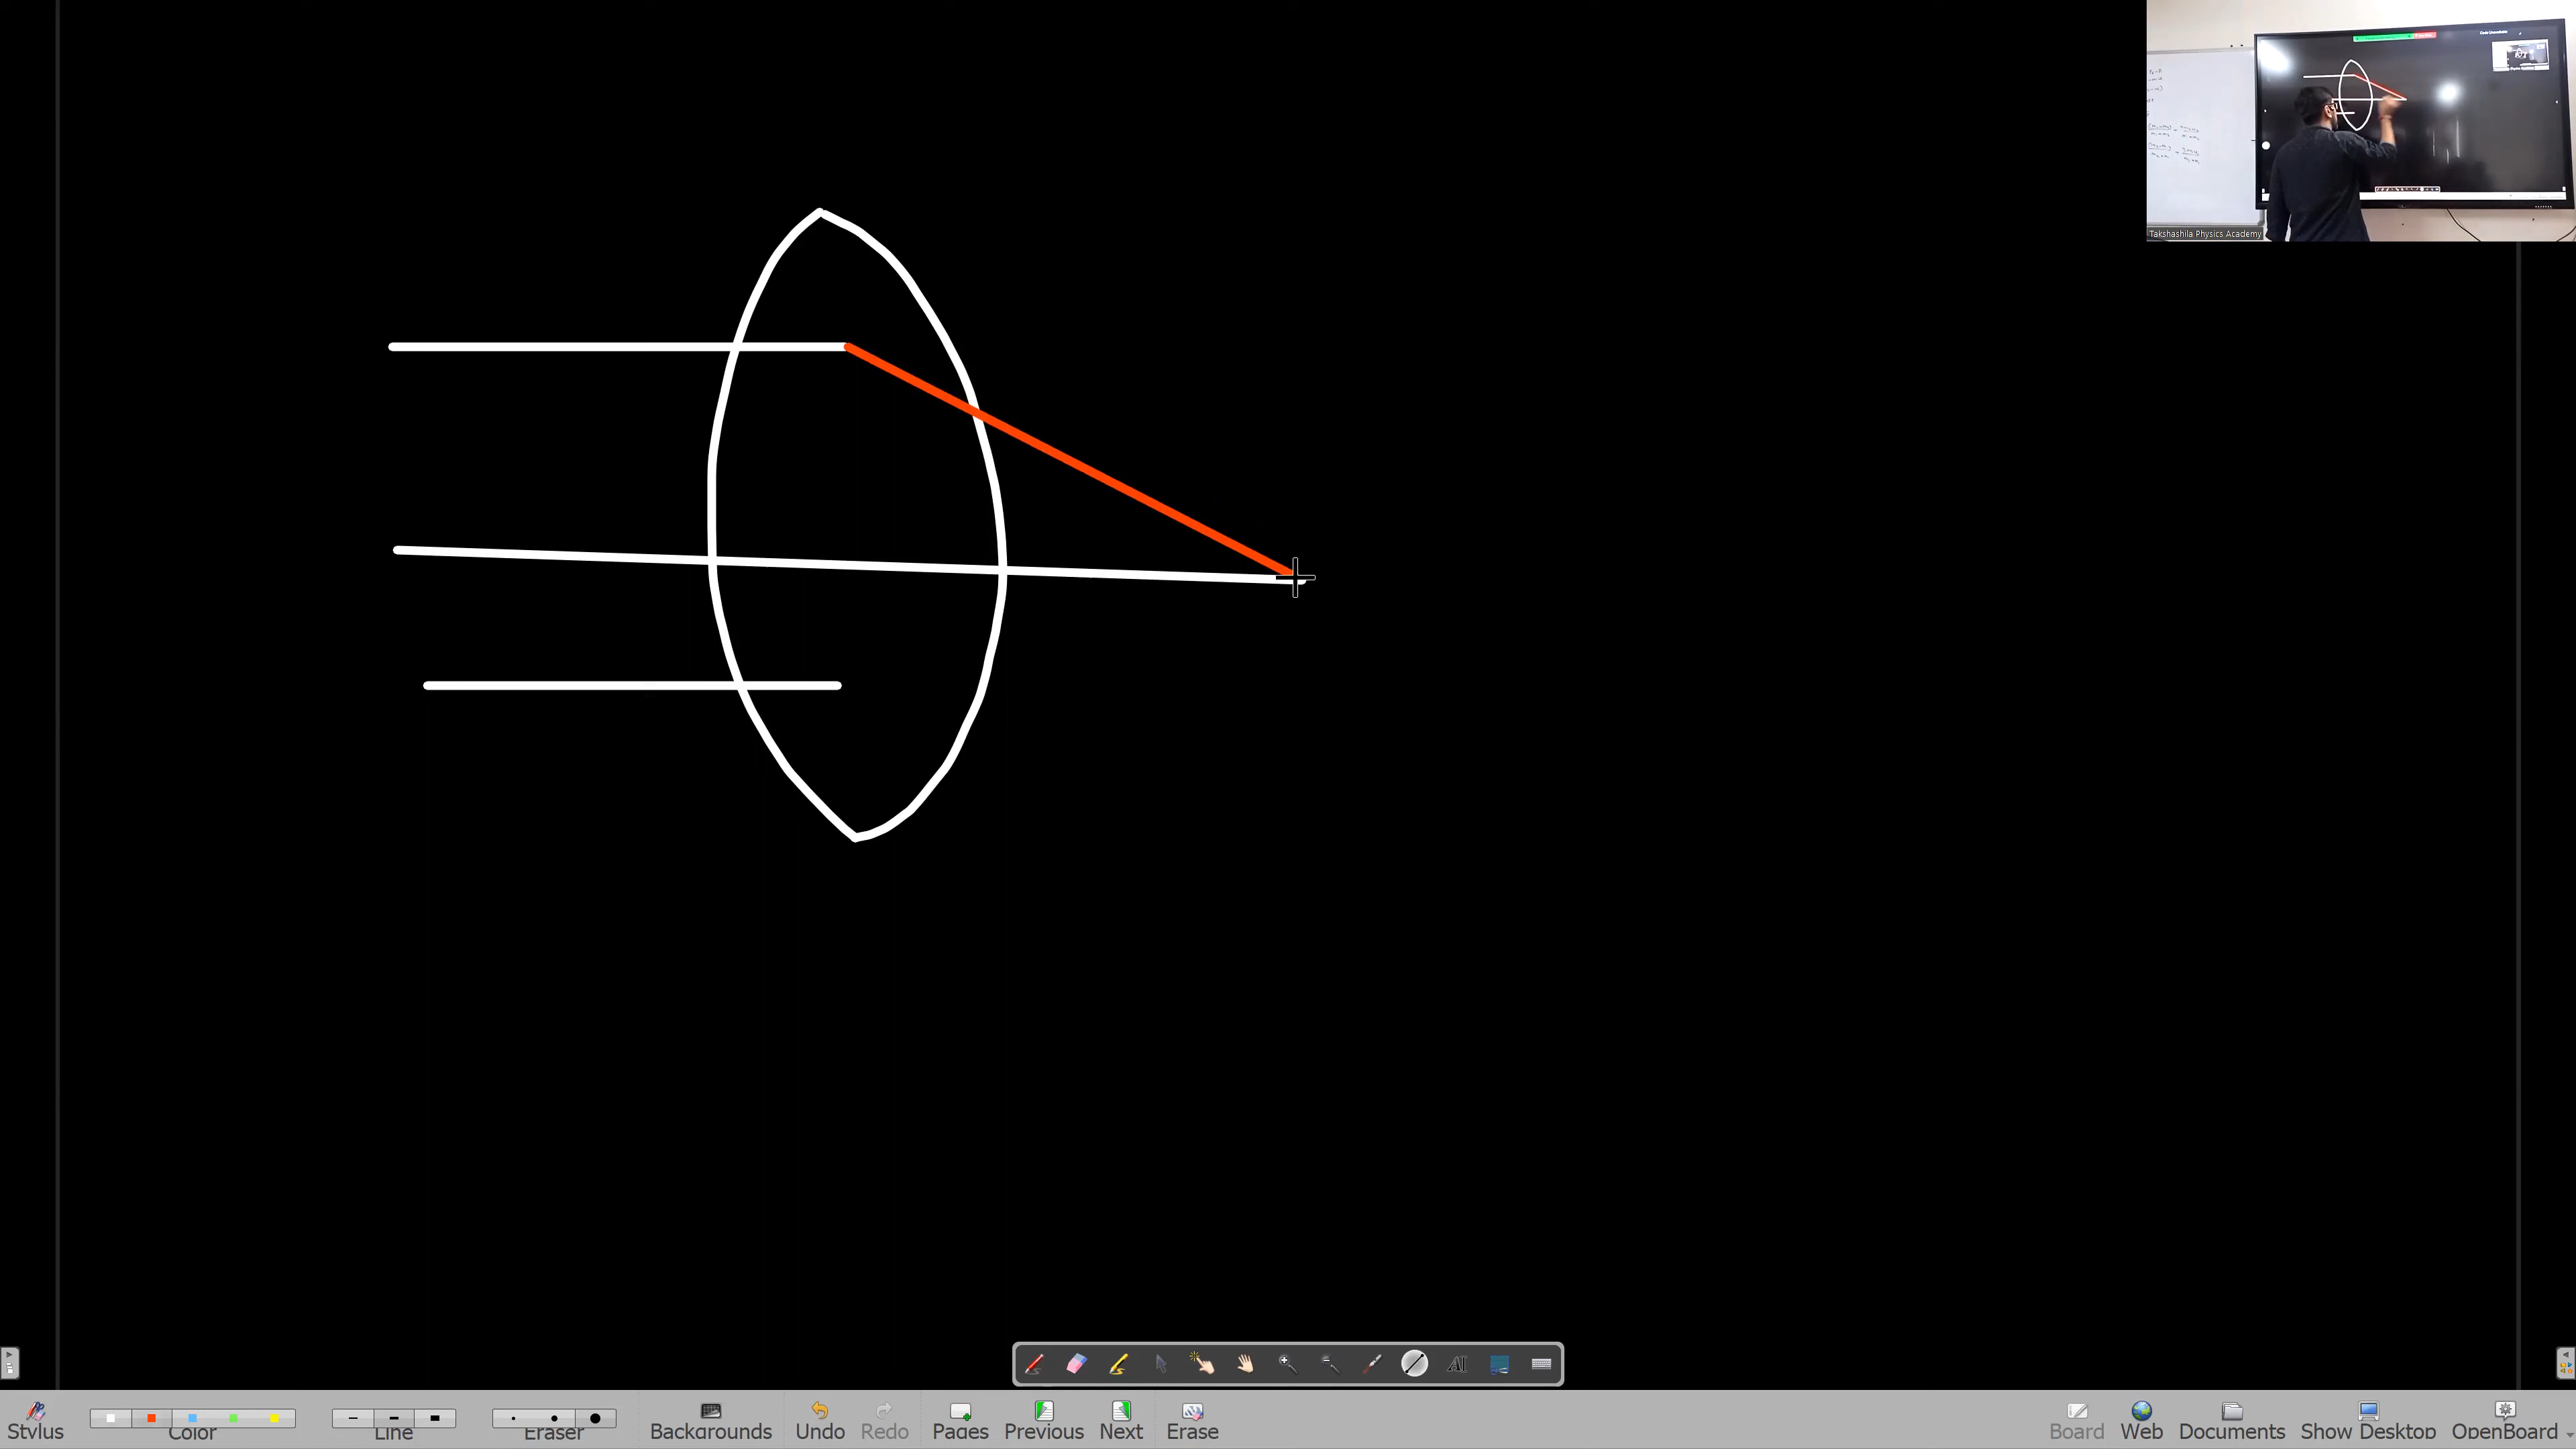 Takshashila Physics Academy
Stylus
Color
Line
Eraser
Backgrounds
Undo
Redo
Pages
Previous
Next
Erase
Board
Web
Documents
Show Desktop
OpenBoard